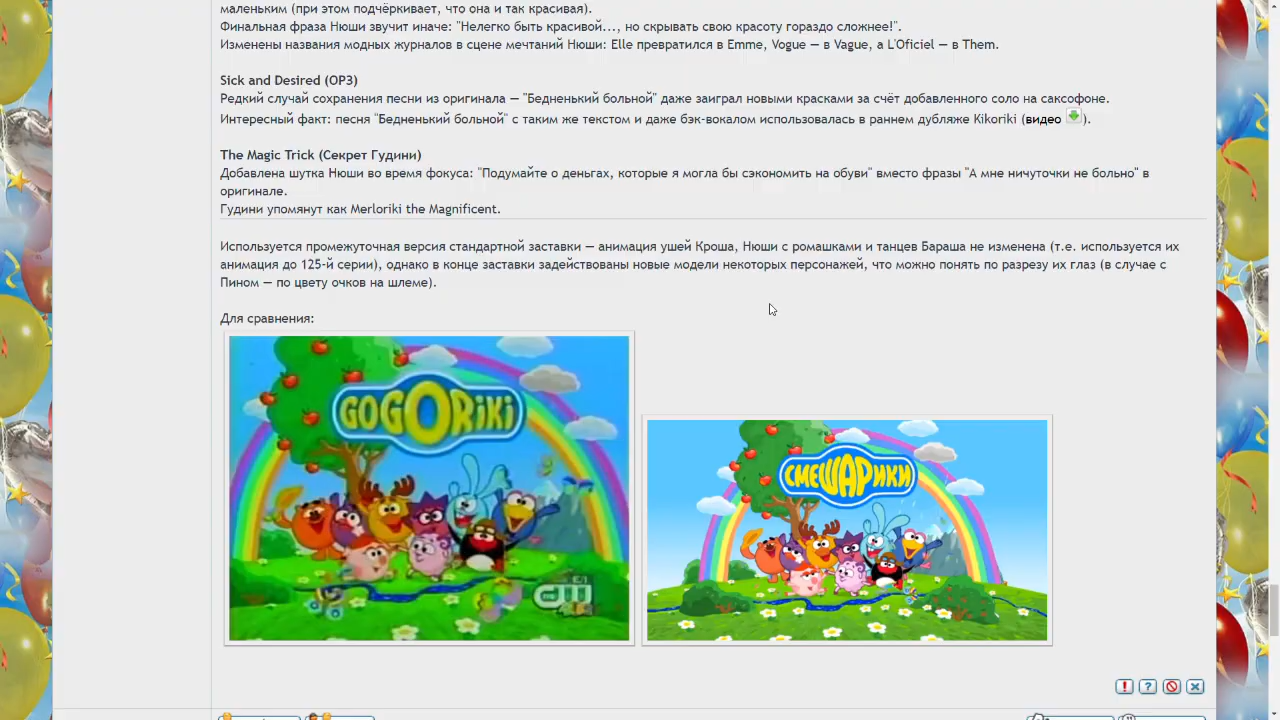 маленьким (при этом подчёркивает, что она и так красивая).
Финальная фраза Нюши звучит иначе: "Нелегко быть красивой..., но скрывать свою красоту гораздо сложнее!".
Изменены названия модных журналов в сцене мечтаний Нюши: Elle превратился в Emme, Vogue — в Vague, а L'Oficiel — в Them.
Sick and Desired (ОРЗ)
Редкий случай сохранения песни из оригинала — "Бедненький больной" даже заиграл новыми красками за счёт добавленного соло на саксофоне.
Интересный факт: песня "Бедненький больной" с таким же текстом и даже бэк-вокалом использовалась в раннем дубляже Kikoriki (видео ).
The Magic Trick (Секрет Гудини)
Добавлена шутка Нюши во время фокуса: "Подумайте о деньгах, которые я могла бы сэкономить на обуви" вместо фразы "А мне ничуточки не больно" в
оригинале.
Гудини упомянут как Merloriki the Magnificent.
Используется промежуточная версия стандартной заставки — анимация ушей Кроша, Нюши с ромашками и танцев Бараша не изменена (т.е. используется их
анимация до 125-й серии), однако в конце заставки задействованы новые модели некоторых персонажей, что можно понять по разрезу их глаз (в случае с
Пином — по цвету очков на шлеме).
Для сравнения:
GOGORIKI
СМЕШАРИКИ
CW